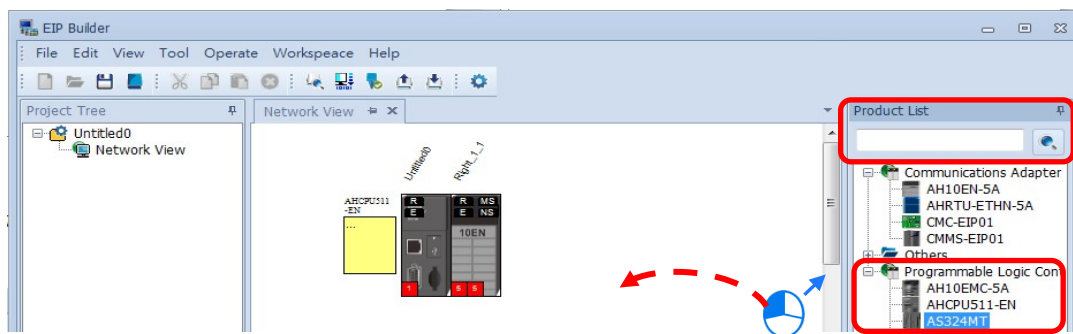 EIP Builder
File Edit View Tool Operate Workspeace Help
Project Tree
Network View
Product List
Untitled0
Network View
Untitled0
Right_1_1
AHCPU511
-EN
...
R
E
R MS
E NS
10EN
1
5 5
Communications Adapter
AH10EN-5A
AHRTU-ETHN-5A
CMC-EIP01
CMMS-EIP01
Others
Programmable Logic Cont
AH10EMC-5A
AHCPU511-EN
AS324MT